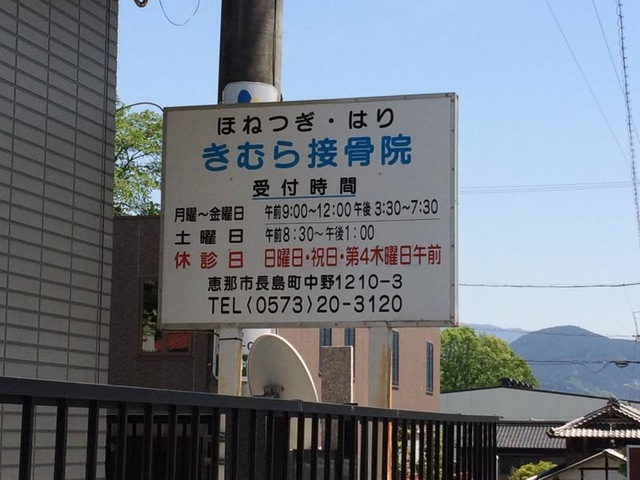 ほねつぎ・はり
きむら接骨院
受付時間
月曜～金曜日 午前9:00～12:00 午後3:30～7:30
土曜日 午前8:30～午後1:00
休診日 日曜日・祝日・第4木曜日午前
恵那市長島町中野1210-3
TEL〈0573〉20-3120